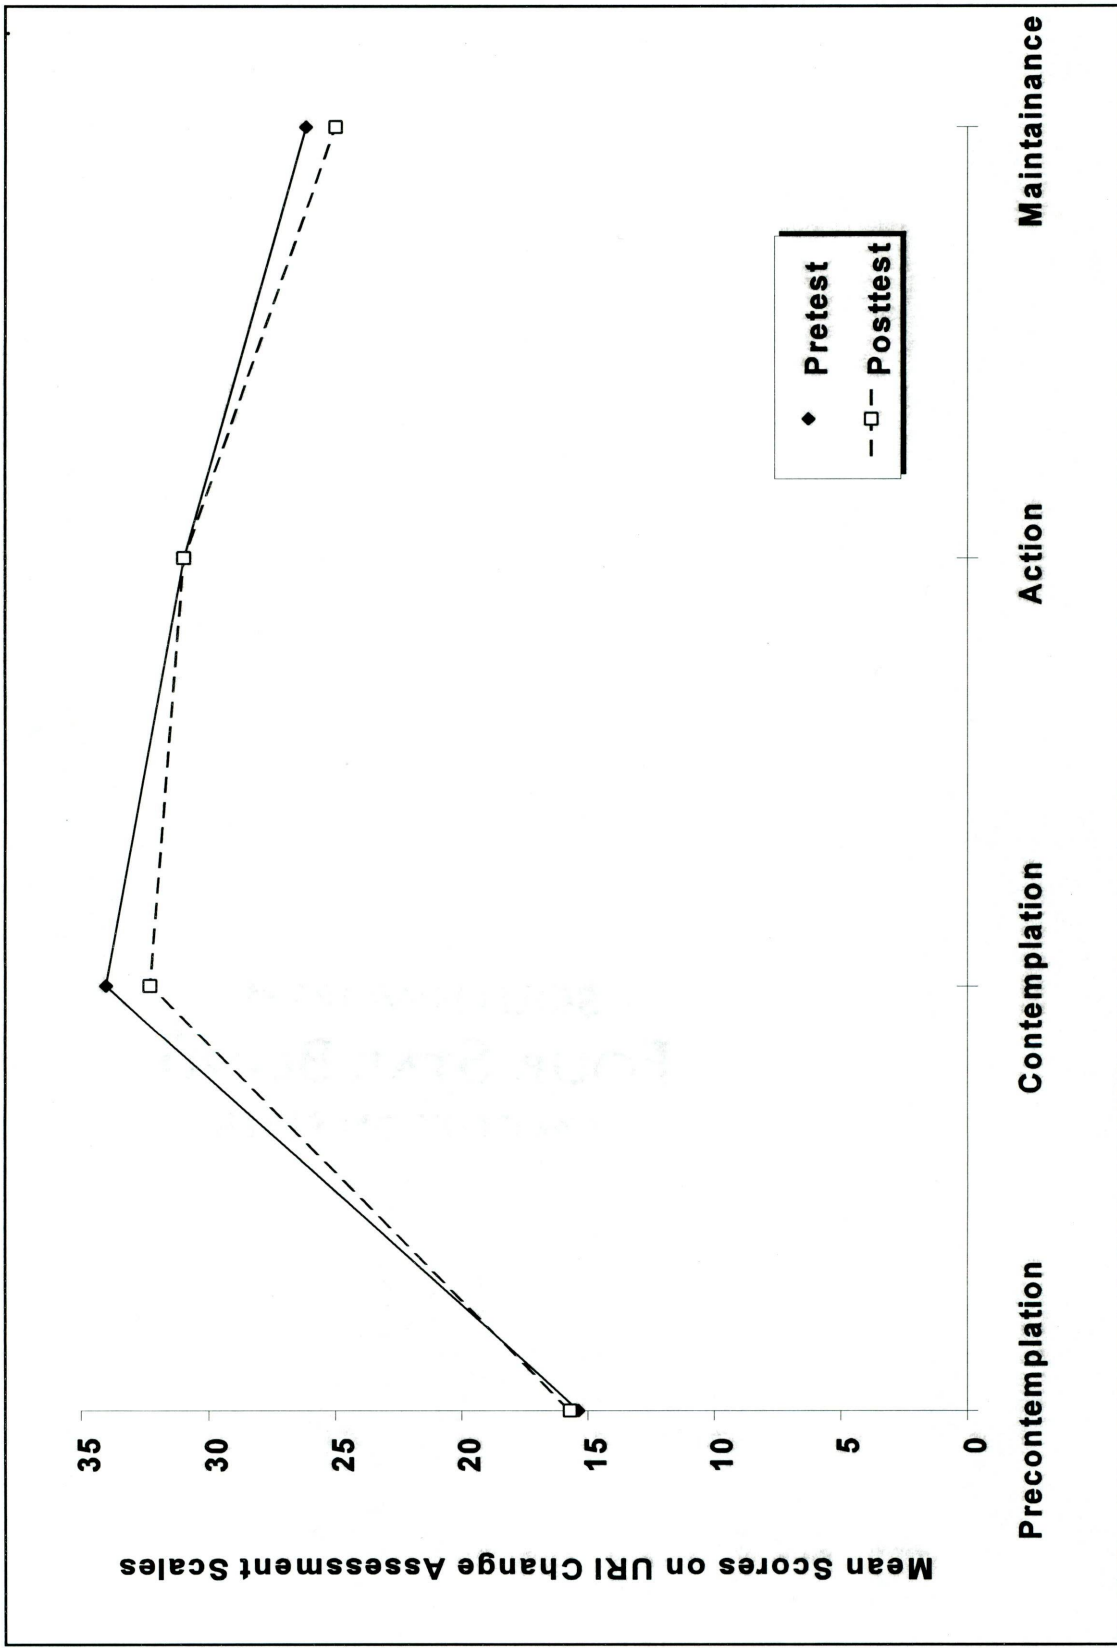 Mean Scores on URI Change Assessment Scales
35
30
25
20
15
10
5
0
Precontemplation
Contemplation
Action
Maintainance
Pretest
Posttest